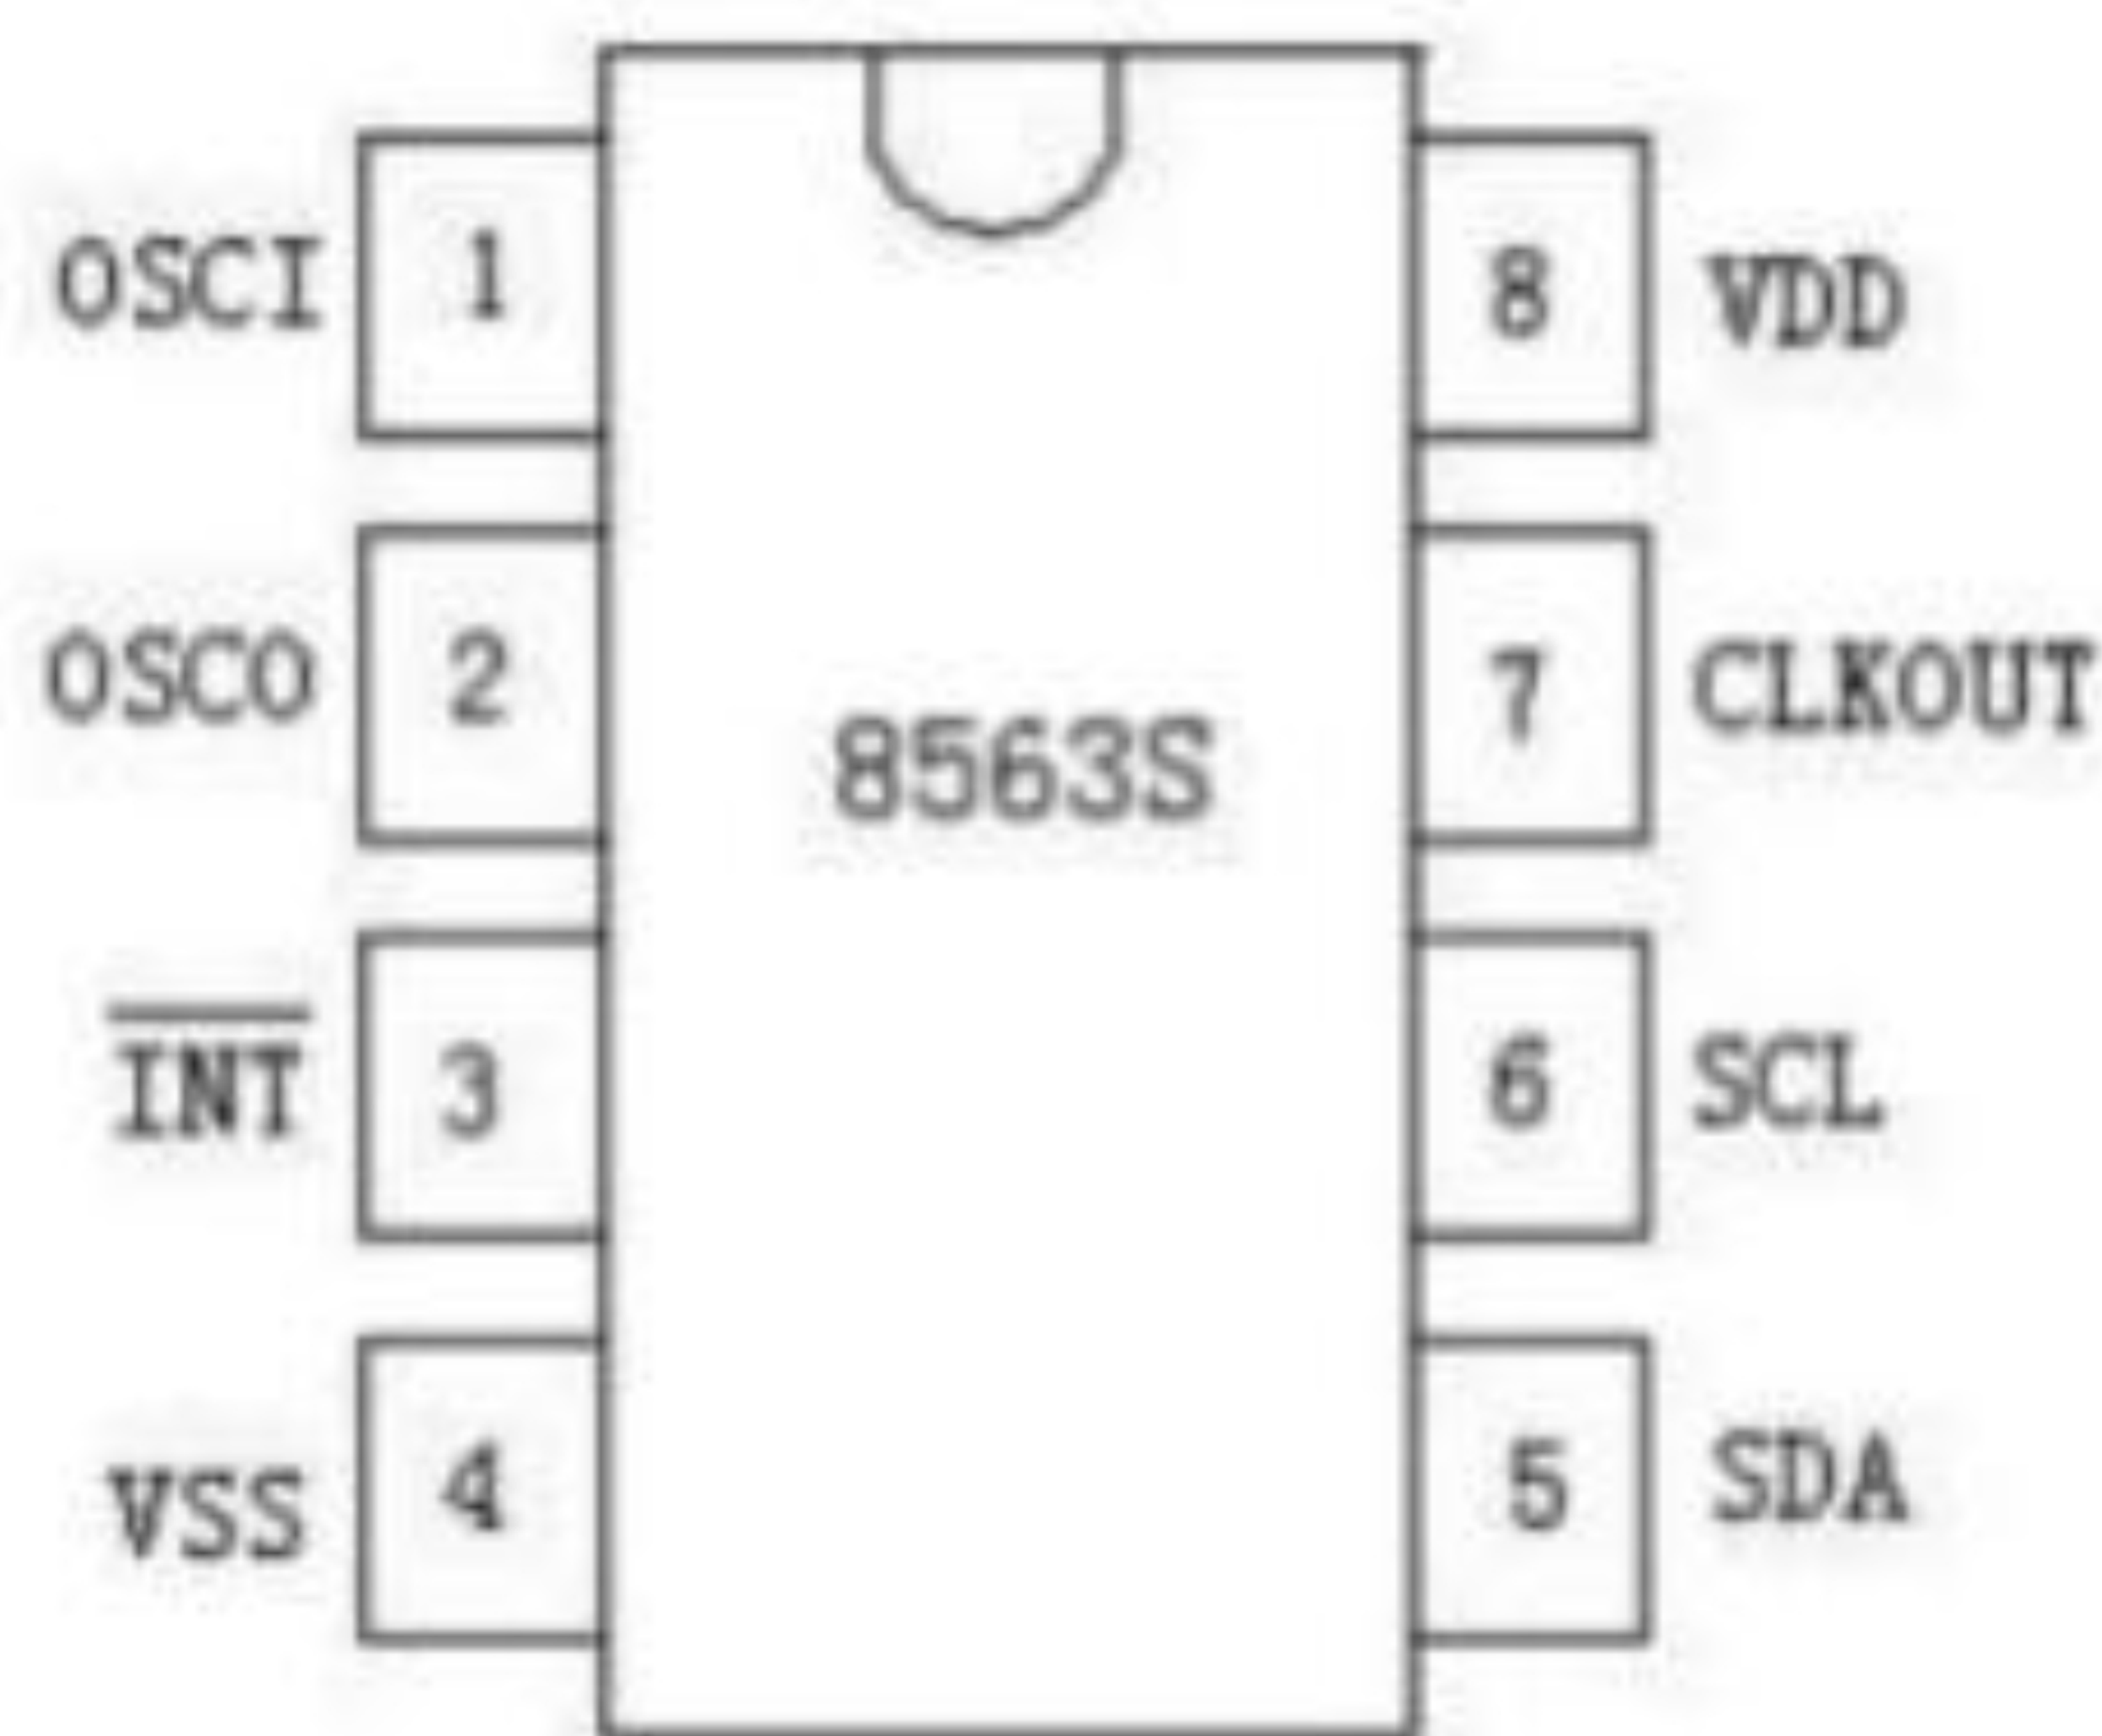 OSCI 1 8 VDD
OSCO 2 7 CLKOUT
8563S
INT 3 6 SCL
VSS 4 5 SDA